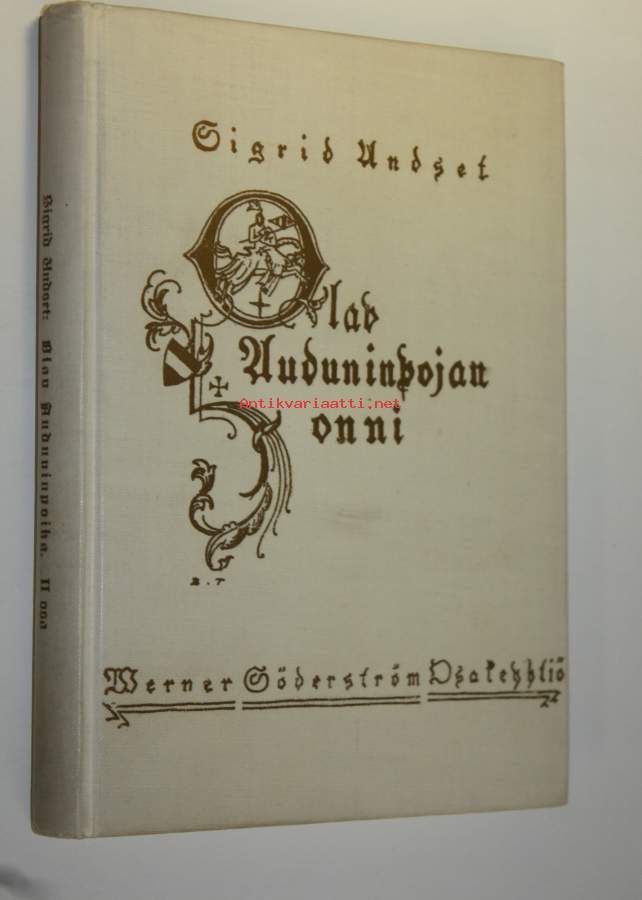 Sigrid Undset
Olav
Auduninpojan
onni
B.T
Werner Söderström Osakeyhtiö
Sigrid Undset: Olav Auduninpoika. II osa
Antikvariaatti.net